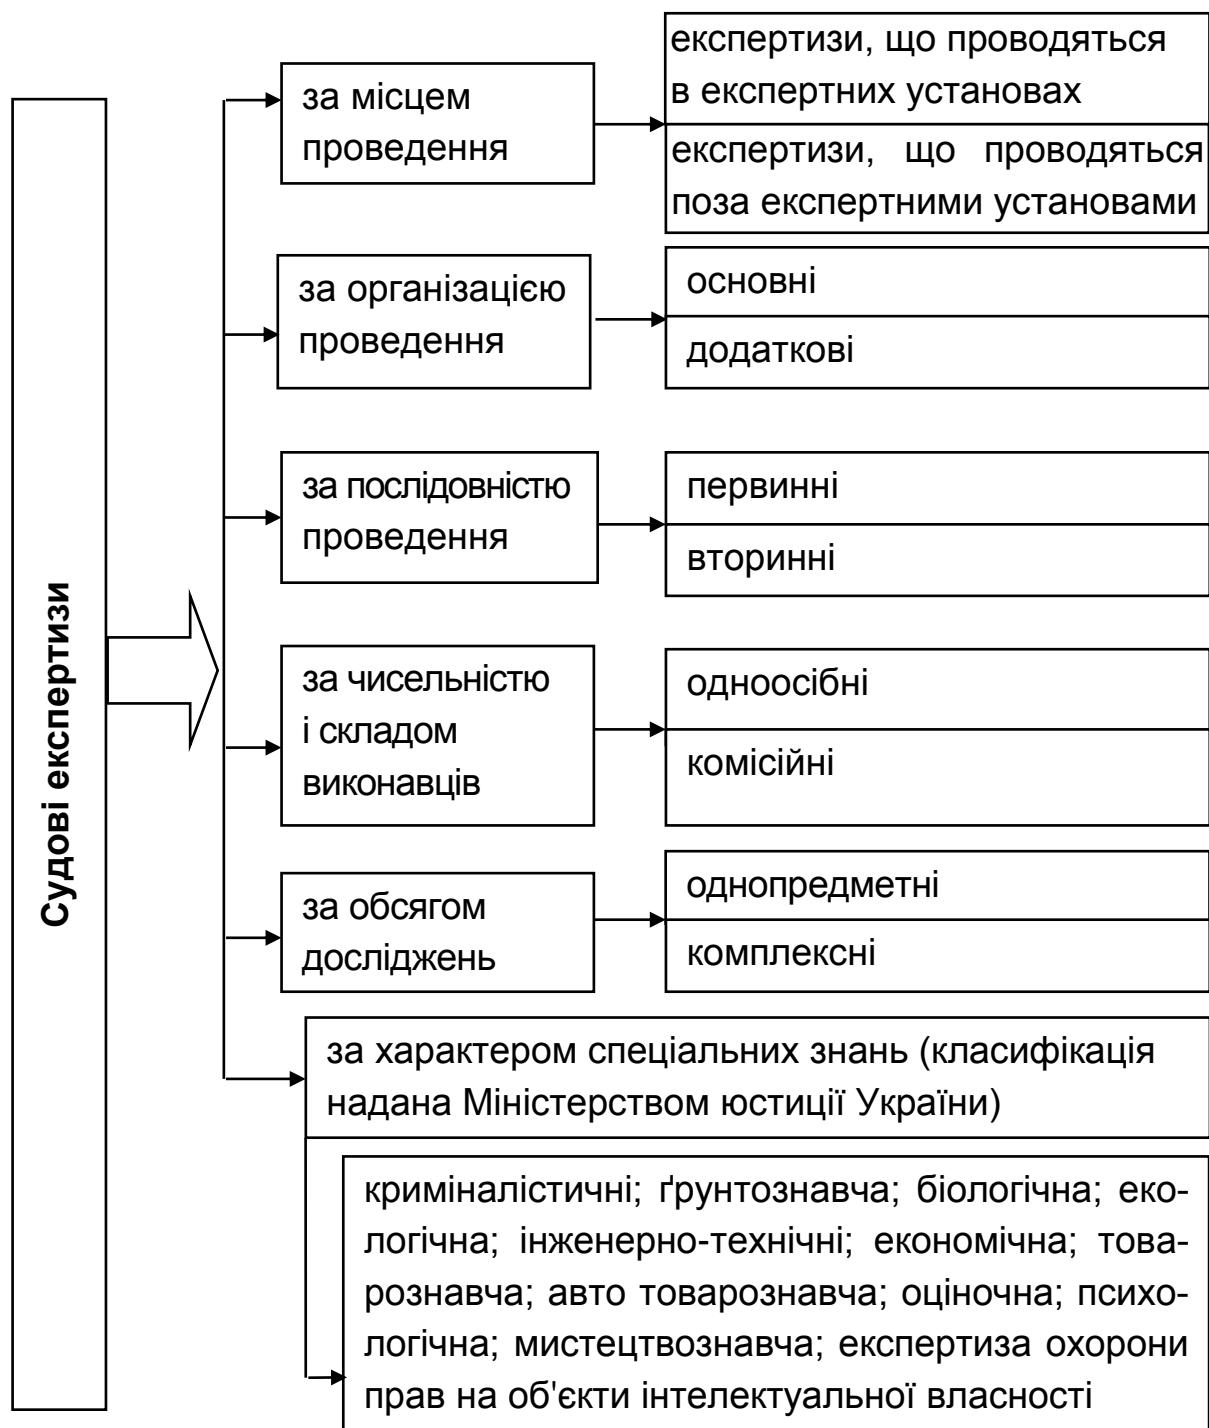 Судові експертизи
за місцем
проведення
експертизи, що проводяться
в експертних установах
експертизи, що проводяться
поза експертними установами
за організацією
проведення
основні
додаткові
за послідовністю
проведення
первинні
вторинні
за чисельністю
і складом
виконавців
одноосібні
комісійні
за обсягом
досліджень
однопредметні
комплексні
за характером спеціальних знань (класифікація
надана Міністерством юстиції України)
криміналістичні; ґрунтознавча; біологічна; еко-
логічна; інженерно-технічні; економічна; това-
рознавча; авто товарознавча; оціночна; психо-
логічна; мистецтвознавча; експертиза охорони
прав на об'єкти інтелектуальної власності